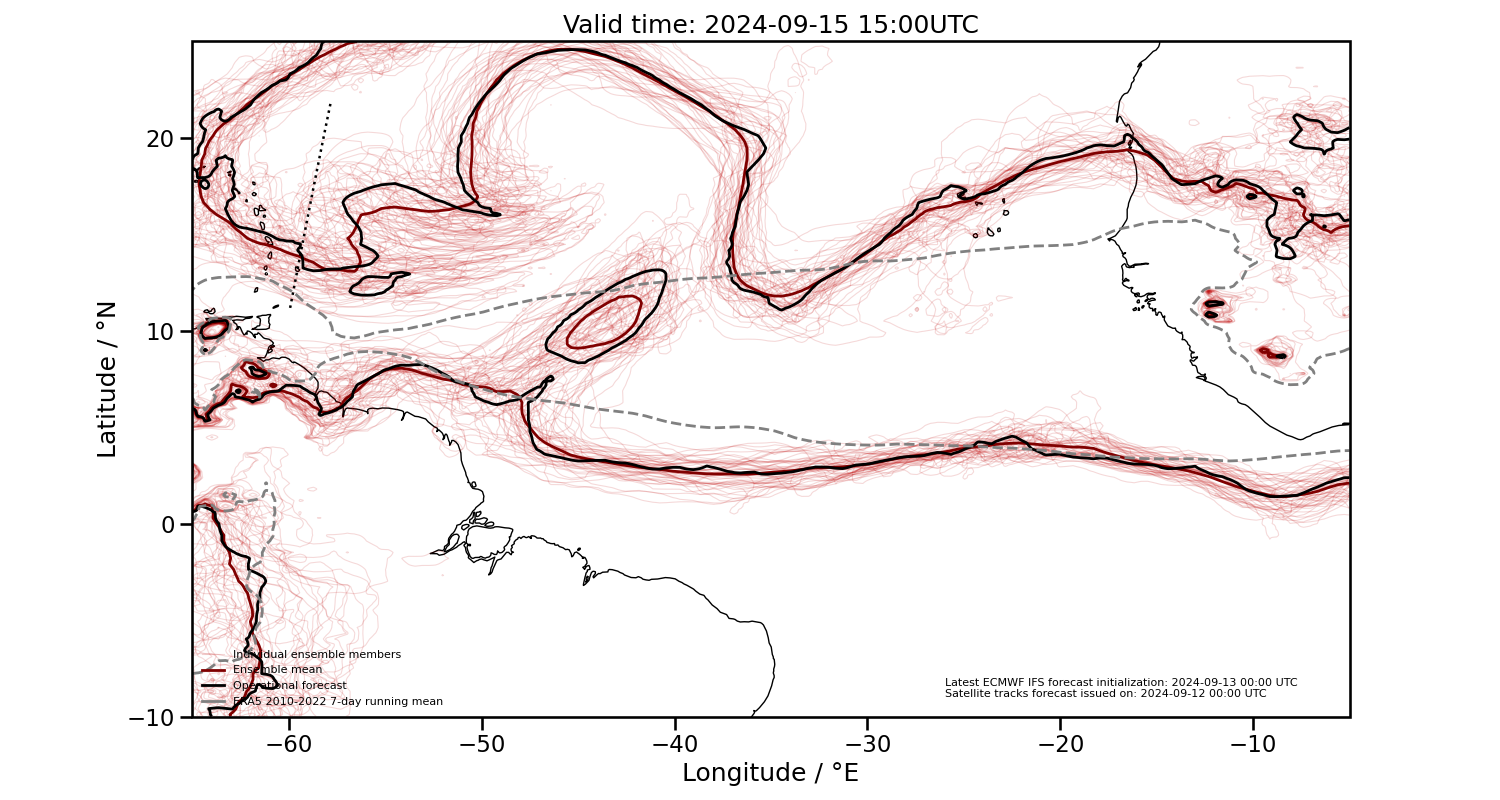 Valid time: 2024-09-15 15:00UTC
20
10
0
−10
Latitude / °N
Individual ensemble members
Ensemble mean
Operational forecast
ERA5 2010-2022 7-day running mean
Latest ECMWF IFS forecast initialization: 2024-09-13 00:00 UTC
Satellite tracks forecast issued on: 2024-09-12 00:00 UTC
−60
−50
−40
−30
−20
−10
Longitude / °E